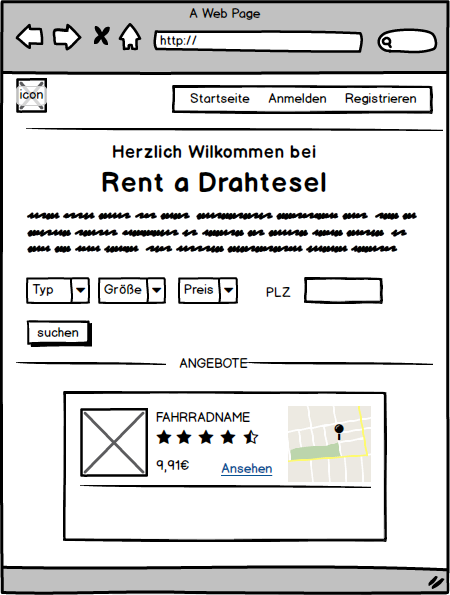 A Web Page
http://
icon
Startseite Anmelden Registrieren
Herzlich Wilkommen bei
Rent a Drahtesel
Typ Größe Preis PLZ
suchen
ANGEBOTE
FAHRRADNAME
9,91€ Ansehen